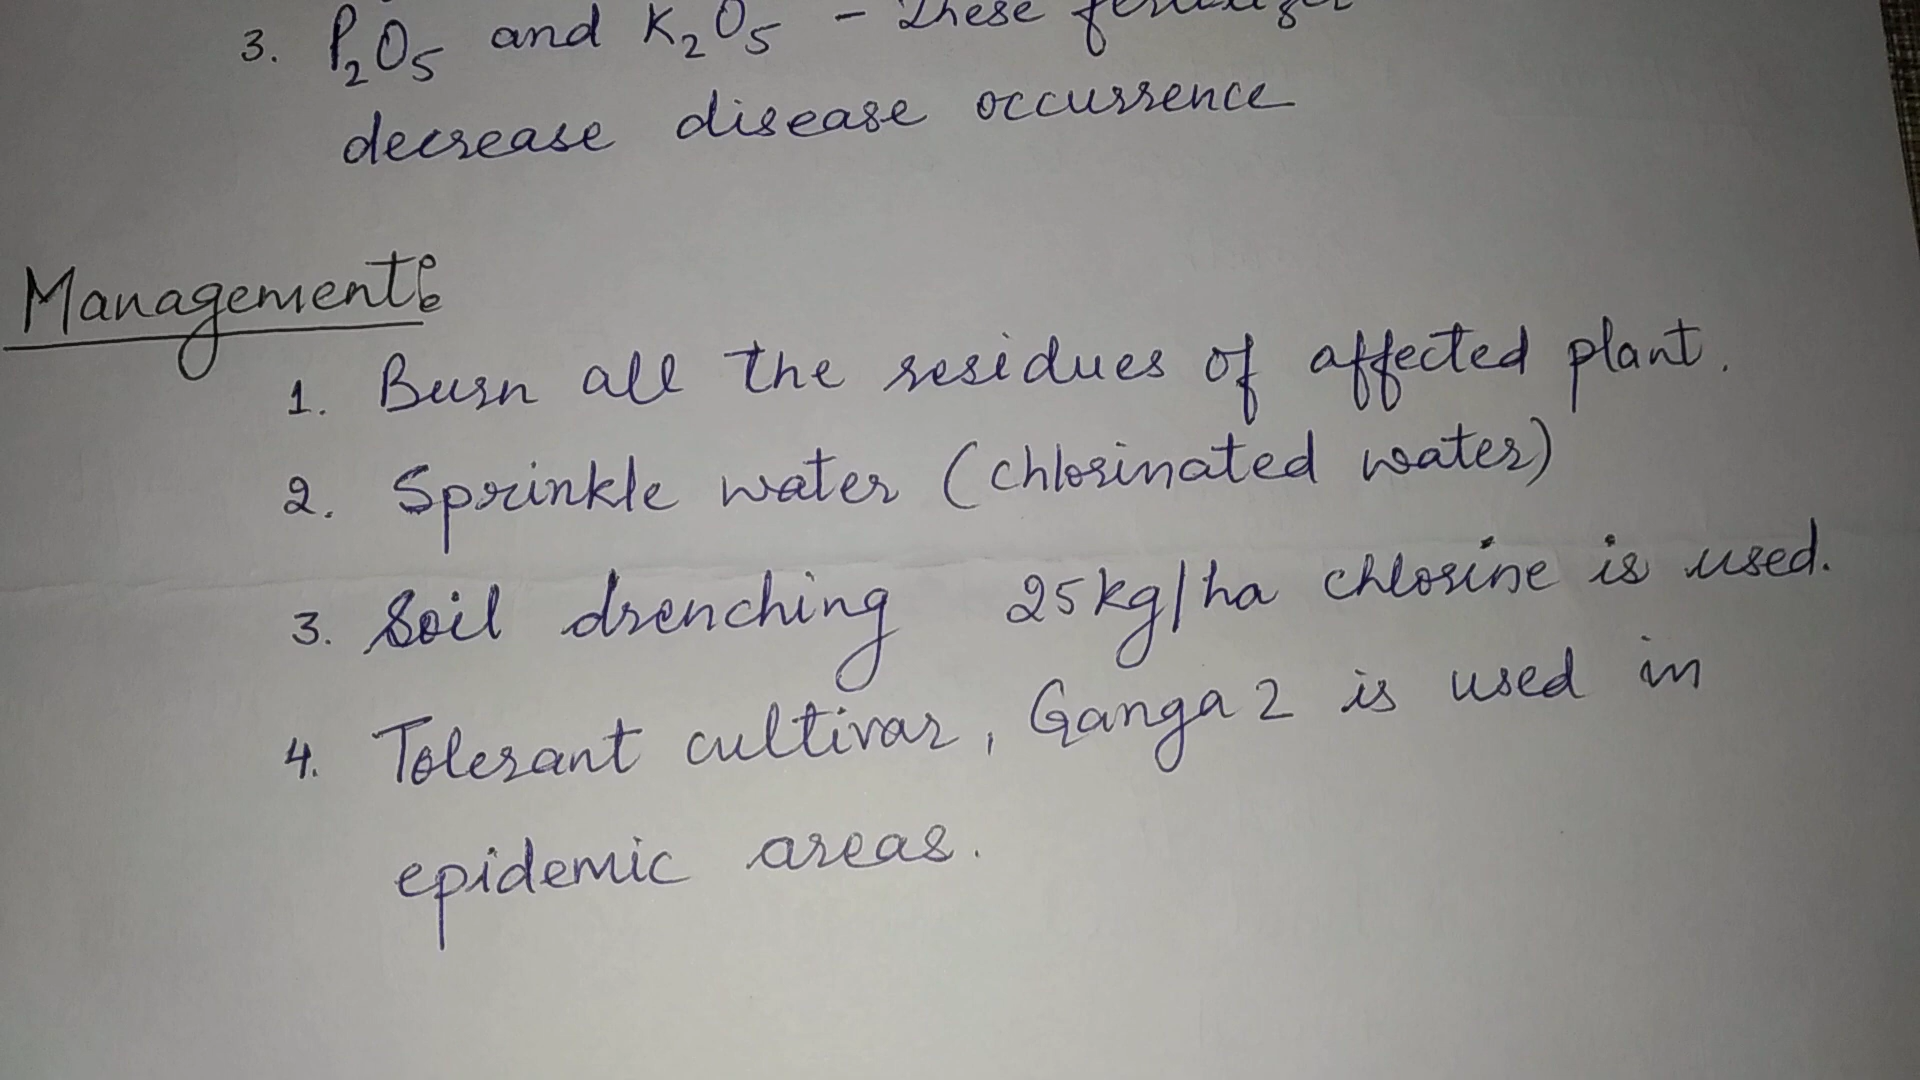 3. P₂O₅ and K₂O₅ - These fertilizer
decrease disease occurrence
Management:
1. Burn all the residues of affected plant.
2. Sprinkle water (chlorinated water)
3. Soil drenching 25kg/ha chlorine is used.
4. Tolerant cultivar, Ganga 2 is used in
epidemic areas.